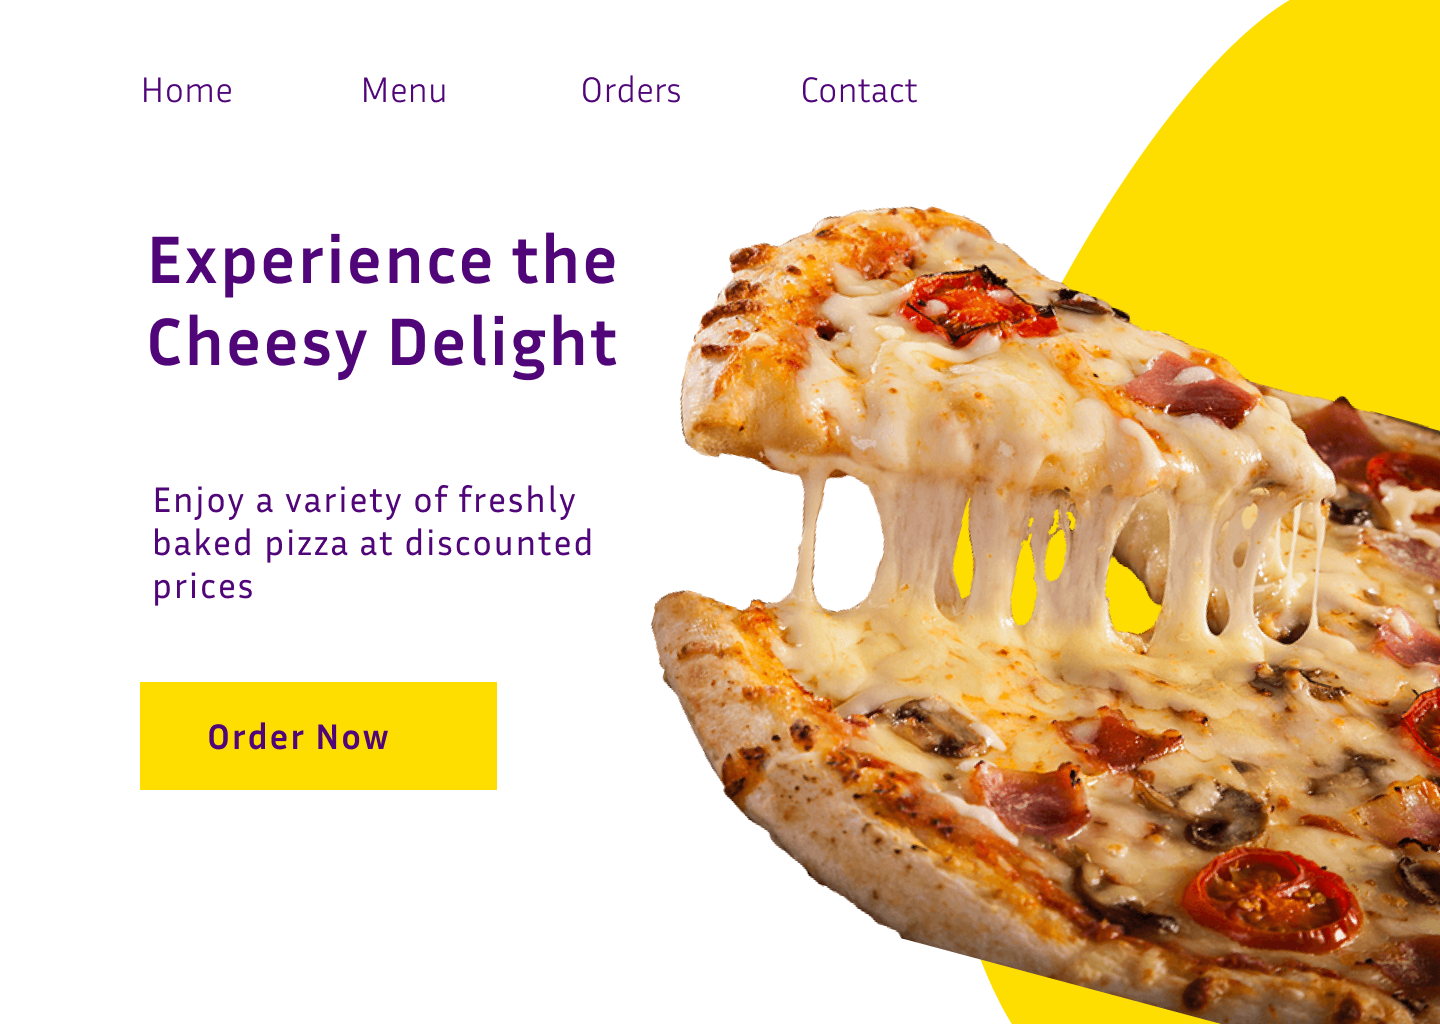 Home Menu Orders Contact
Experience the
Cheesy Delight
Enjoy a variety of freshly
baked pizza at discounted
prices
Order Now